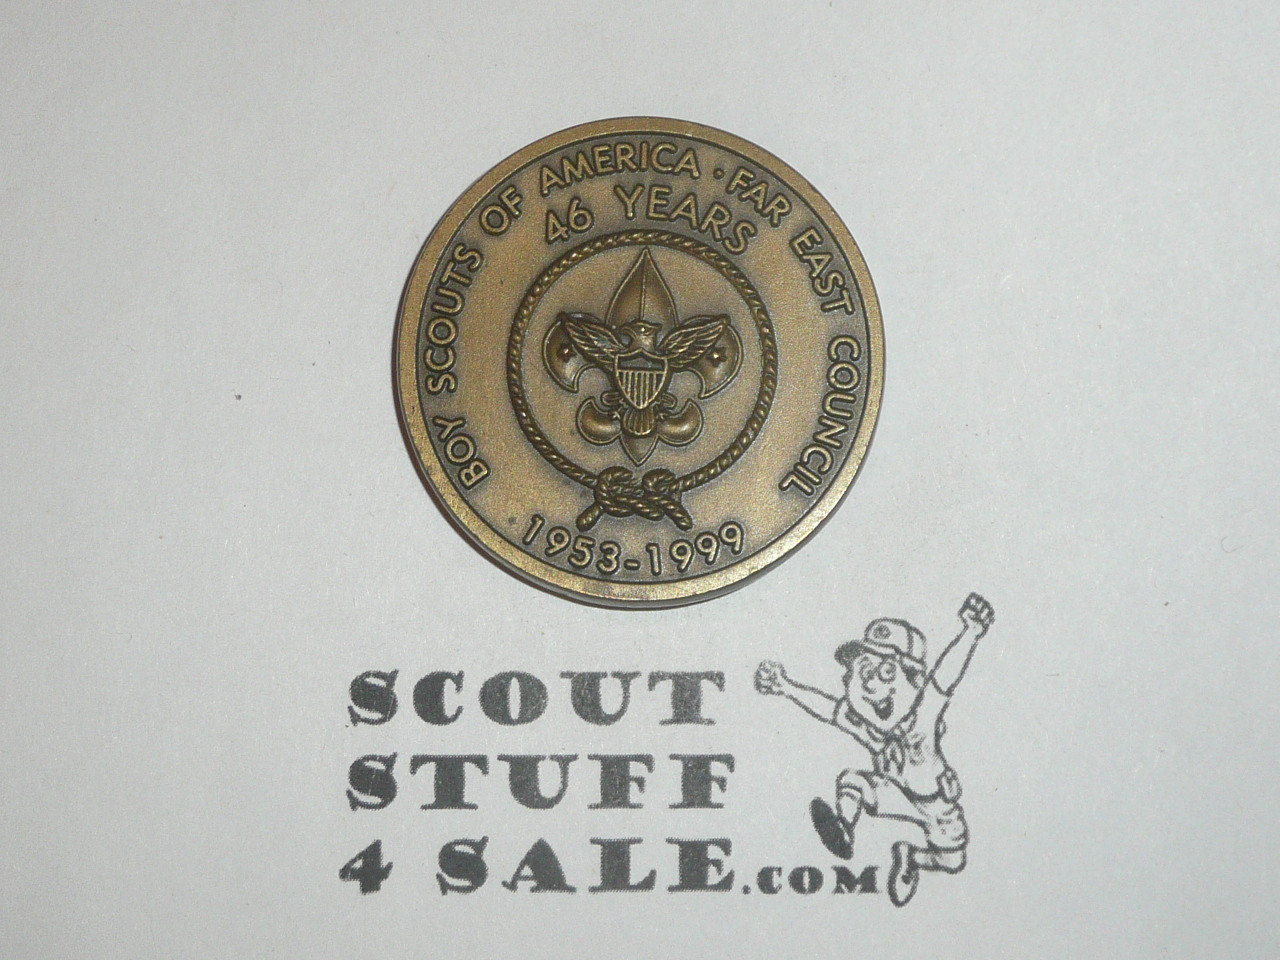 BOY SCOUTS OF AMERICA · FAR EAST COUNCIL
46 YEARS
1953-1999
SCOUT
STUFF
4 SALE.COM